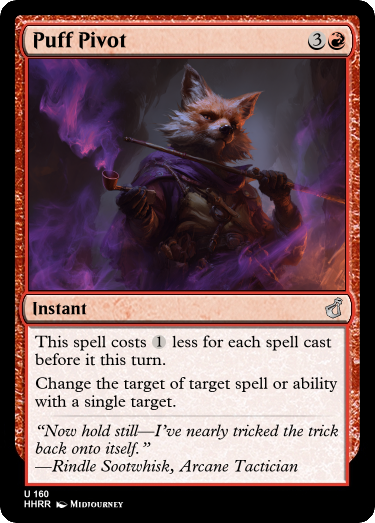 Puff Pivot 3
Instant
This spell costs 1 less for each spell cast
before it this turn.
Change the target of target spell or ability
with a single target.
“Now hold still—I’ve nearly tricked the trick
back onto itself.”
—Rindle Sootwhisk, Arcane Tactician
U 160
HHRR Midjourney